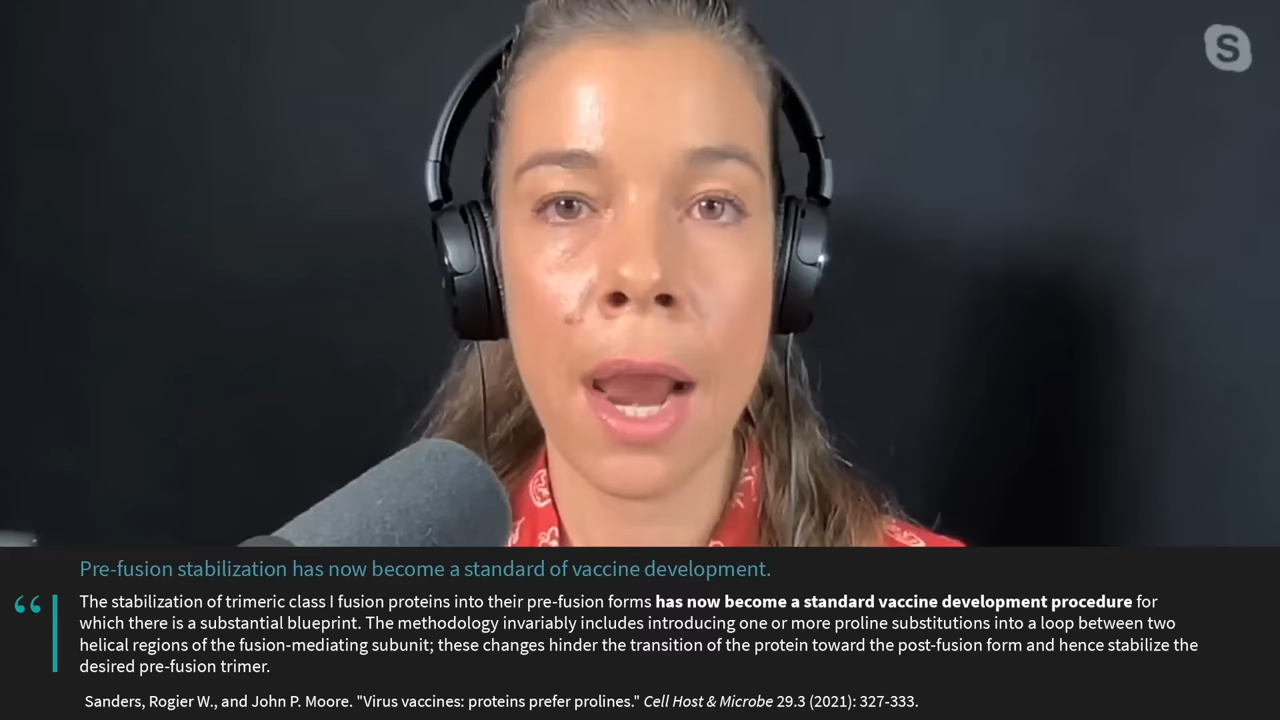 S
Pre-fusion stabilization has now become a standard of vaccine development.
“
The stabilization of trimeric class I fusion proteins into their pre-fusion forms has now become a standard vaccine development procedure for
which there is a substantial blueprint. The methodology invariably includes introducing one or more proline substitutions into a loop between two
helical regions of the fusion-mediating subunit; these changes hinder the transition of the protein toward the post-fusion form and hence stabilize the
desired pre-fusion trimer.
Sanders, Rogier W., and John P. Moore. "Virus vaccines: proteins prefer prolines." Cell Host & Microbe 29.3 (2021): 327-333.